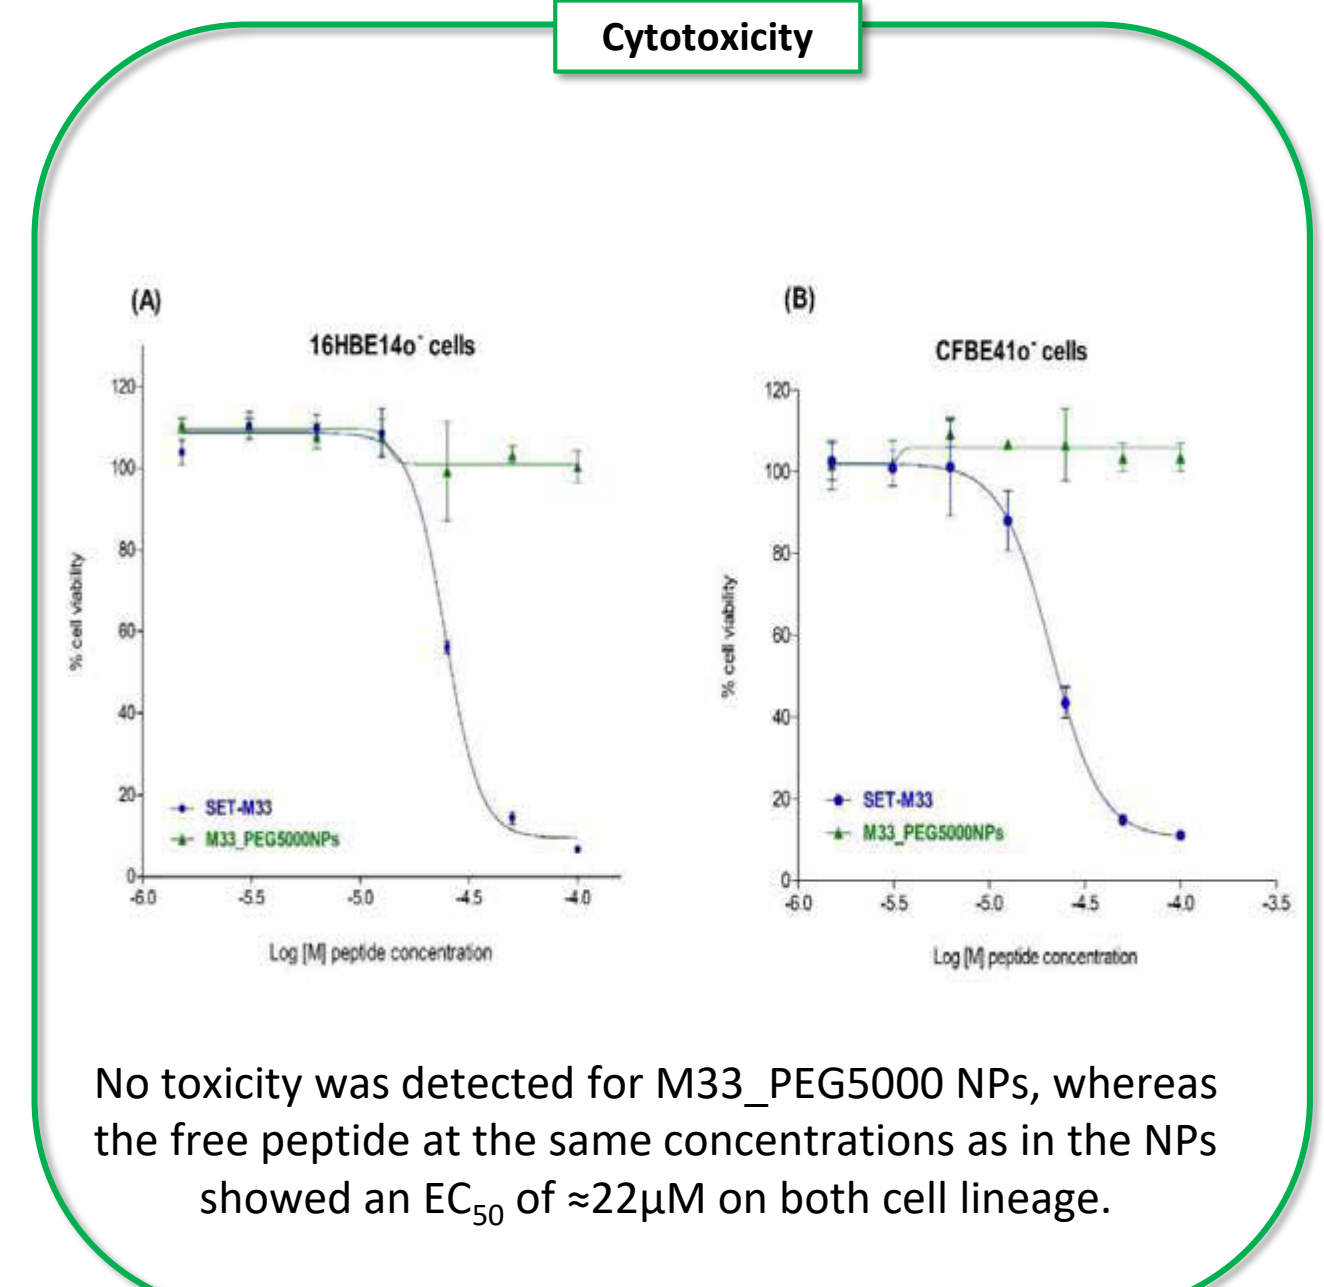 Cytotoxicity
(A)
16HBE14o⁻ cells
120
100
80
60
40
20
0
% cell viability
SET-M33
M33_PEG5000NPs
-6.0 -5.5 -5.0 -4.5 -4.0
Log [M] peptide concentration
(B)
CFBE41o⁻ cells
120
100
80
60
40
20
0
% cell viability
SET-M33
M33_PEG5000NPs
-6.0 -5.5 -5.0 -4.5 -4.0 -3.5
Log [M] peptide concentration
No toxicity was detected for M33_PEG5000 NPs, whereas
the free peptide at the same concentrations as in the NPs
showed an EC₅₀ of ≈22µM on both cell lineage.